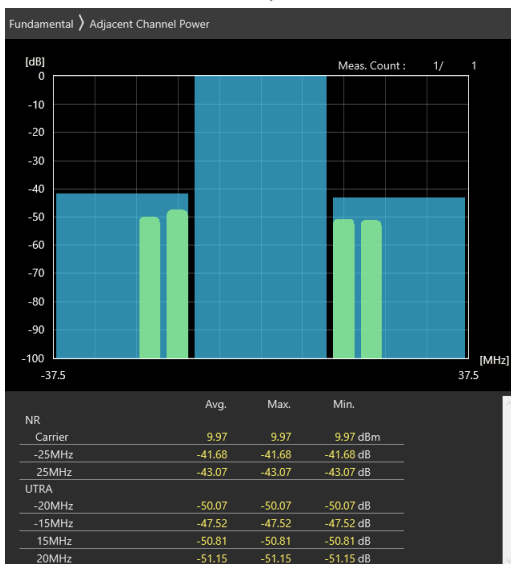 Fundamental 〉 Adjacent Channel Power
[dB]
Meas. Count : 1/ 1
0
-10
-20
-30
-40
-50
-60
-70
-80
-90
-100
[MHz]
-37.5 37.5
Avg. Max. Min.
NR
Carrier 9.97 9.97 9.97 dBm
-25MHz -41.68 -41.68 -41.68 dB
25MHz -43.07 -43.07 -43.07 dB
UTRA
-20MHz -50.07 -50.07 -50.07 dB
-15MHz -47.52 -47.52 -47.52 dB
15MHz -50.81 -50.81 -50.81 dB
20MHz -51.15 -51.15 -51.15 dB